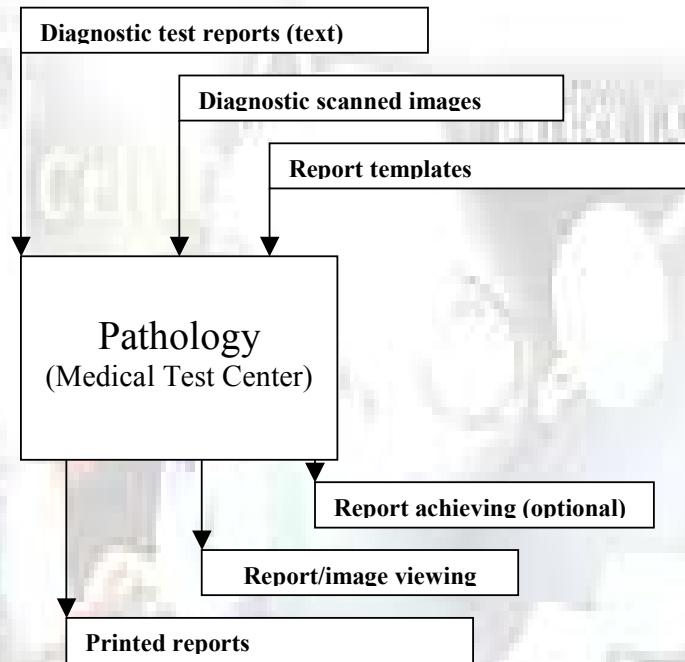 Diagnostic test reports (text)
Diagnostic scanned images
Report templates
Pathology
(Medical Test Center)
Report achieving (optional)
Report/image viewing
Printed reports